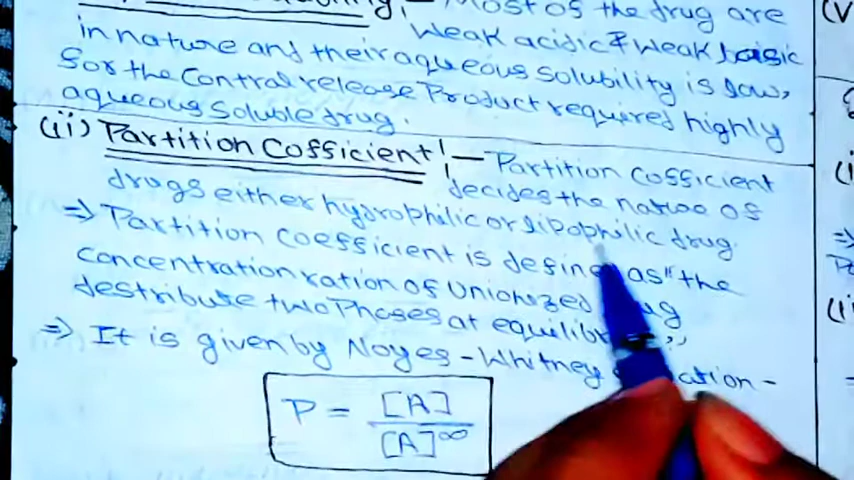 Most of the drug are
in nature and their aqueous solubility is low,
Weak acidic & weak basic
for the Control release Product required highly
aqueous soluble drug.
(ii) Partition Cofficient! — Partition cofficient
decides the natioe of
drugs either hydrophilic or lipophilic drug.
⇒ Partition coefficient is define as "the
concentration ration of Unionized
destribute two Phases at
⇒ It is given by Noyes - Whitney
P = [A] / [A]∞